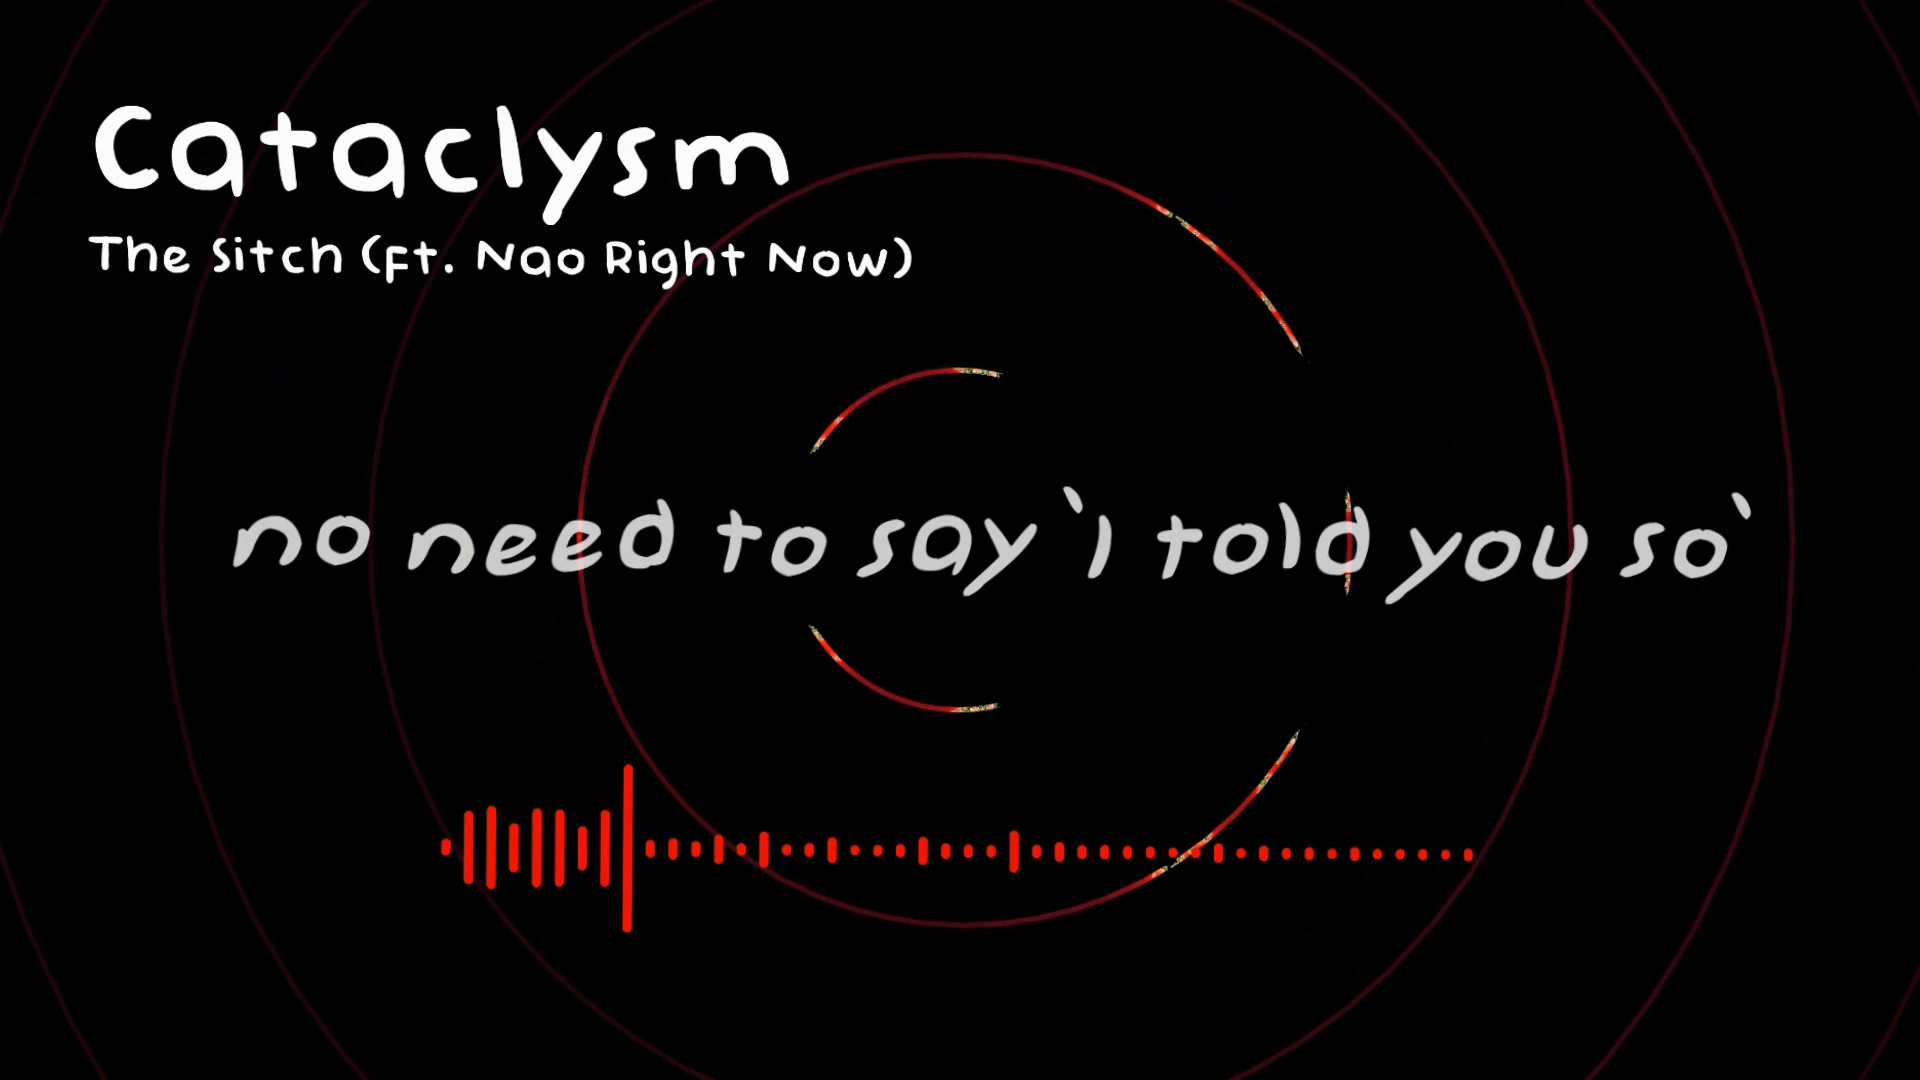 Cataclysm
The Sitch (ft. Nao Right Now)
no need to say `I told you so`